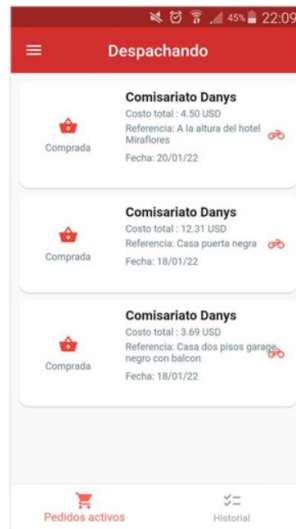 45% 22:09
Despachando
Comisariato Danys
Costo total : 4.50 USD
Referencia: A la altura del hotel
Miraflores
Fecha: 20/01/22
Comprada
Comisariato Danys
Costo total : 12.31 USD
Referencia: Casa puerta negra
Fecha: 18/01/22
Comprada
Comisariato Danys
Costo total : 3.69 USD
Referencia: Casa dos pisos garage
negro con balcon
Fecha: 18/01/22
Comprada
Pedidos activos
Historial